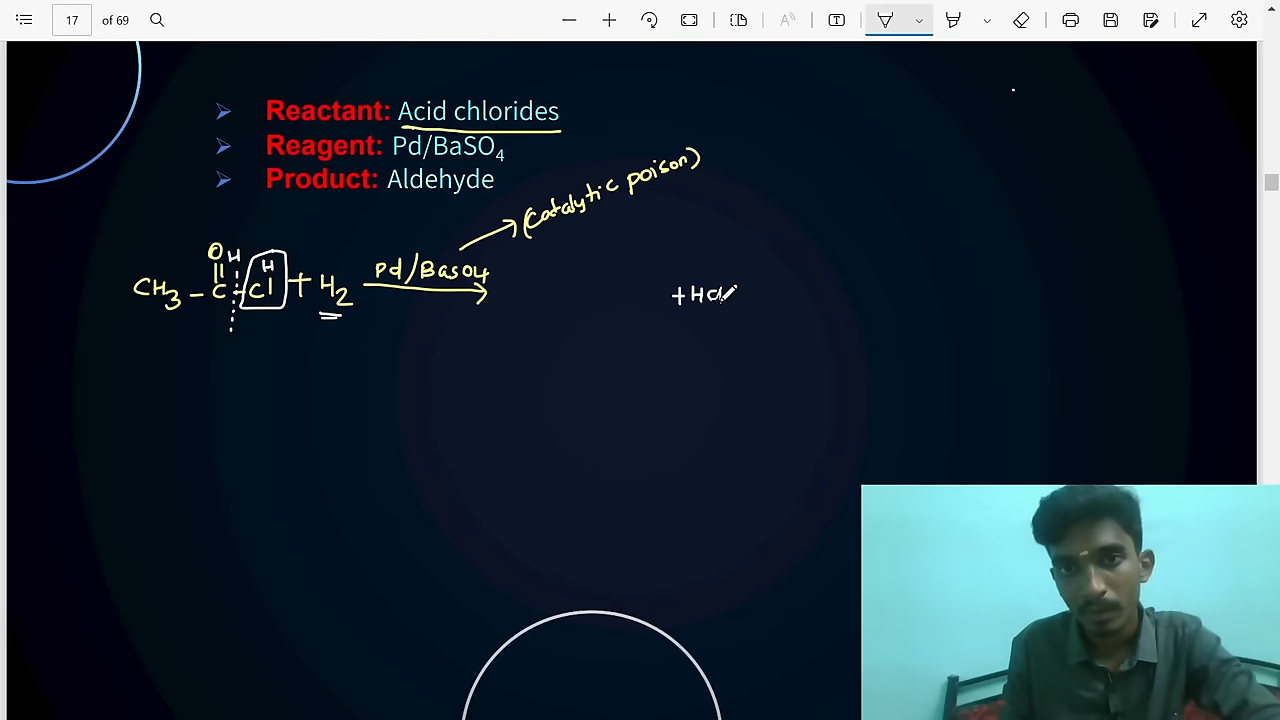 17 of 69
Reactant: Acid chlorides
Reagent: Pd/BaSO4
Product: Aldehyde
(Catalytic poison)
O H H
CH3 - C - Cl + H2 Pd/BaSO4 + HCl